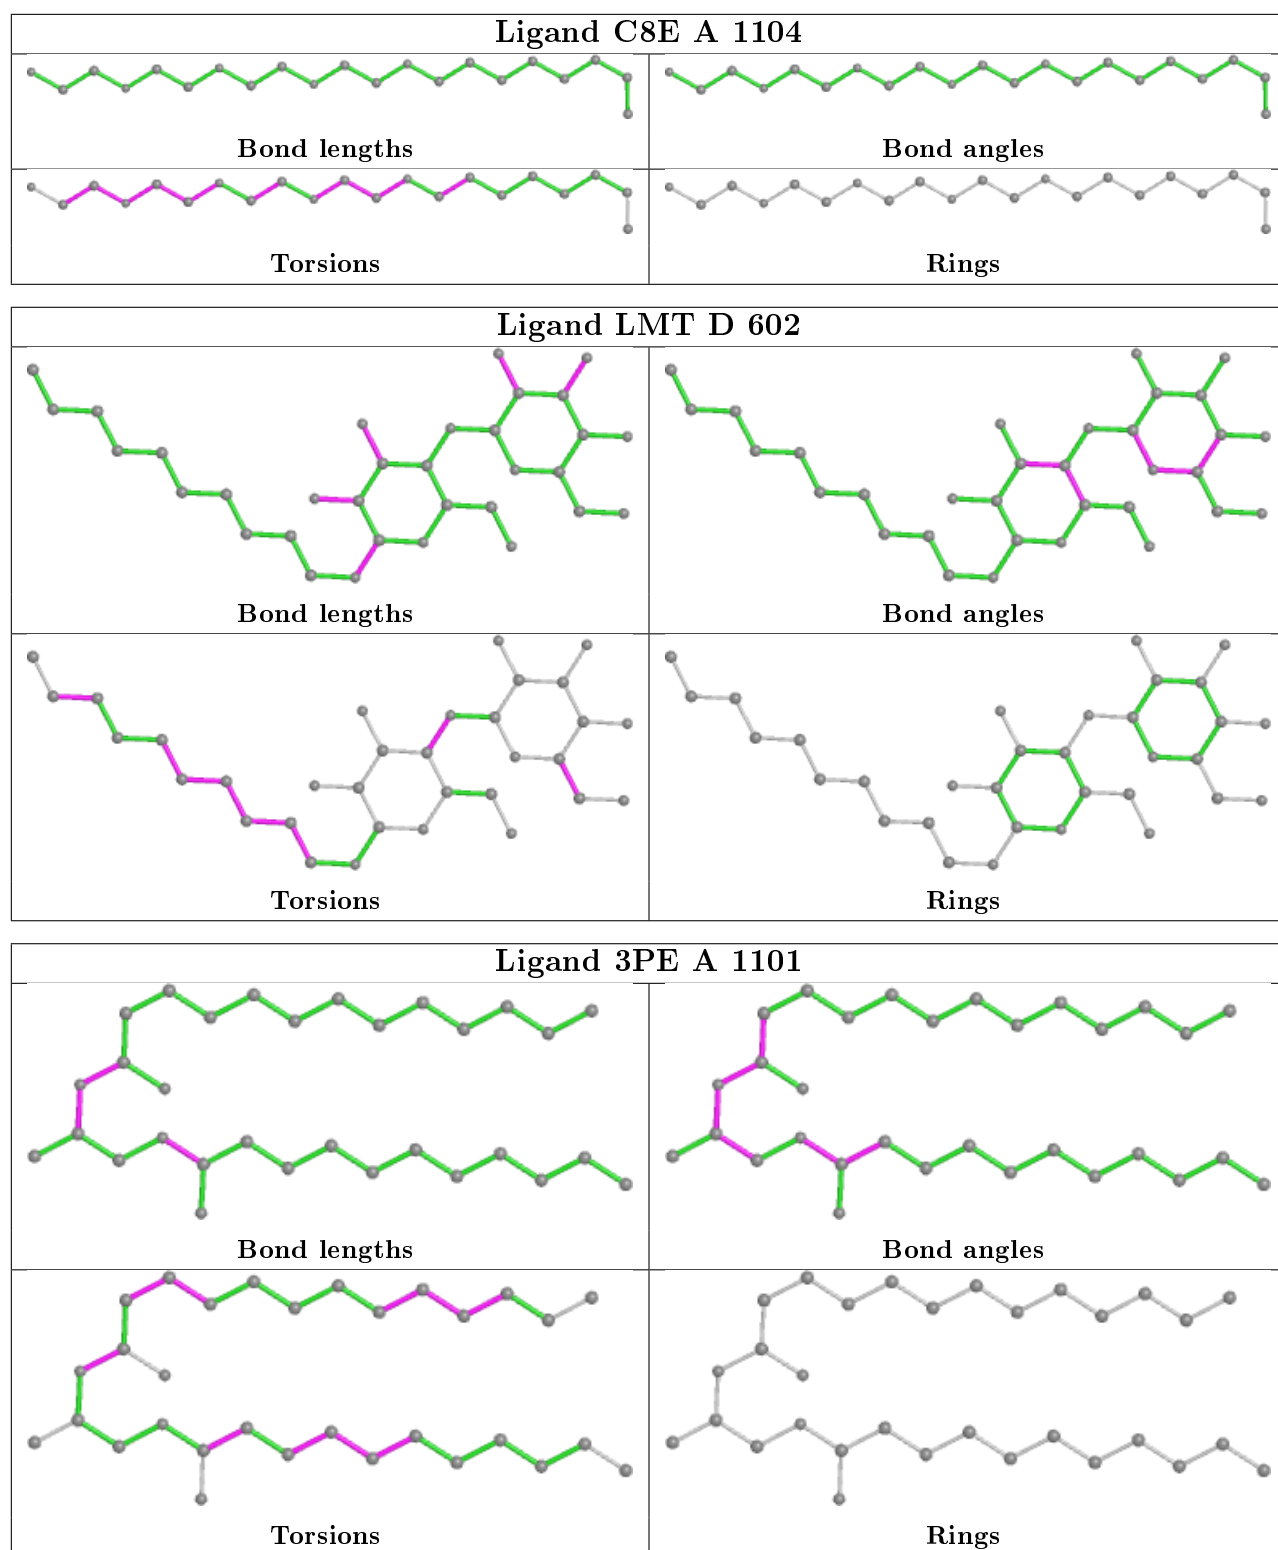 Ligand C8E A 1104
Bond lengths
Bond angles
Torsions
Rings
Ligand LMT D 602
Bond lengths
Bond angles
Torsions
Rings
Ligand 3PE A 1101
Bond lengths
Bond angles
Torsions
Rings